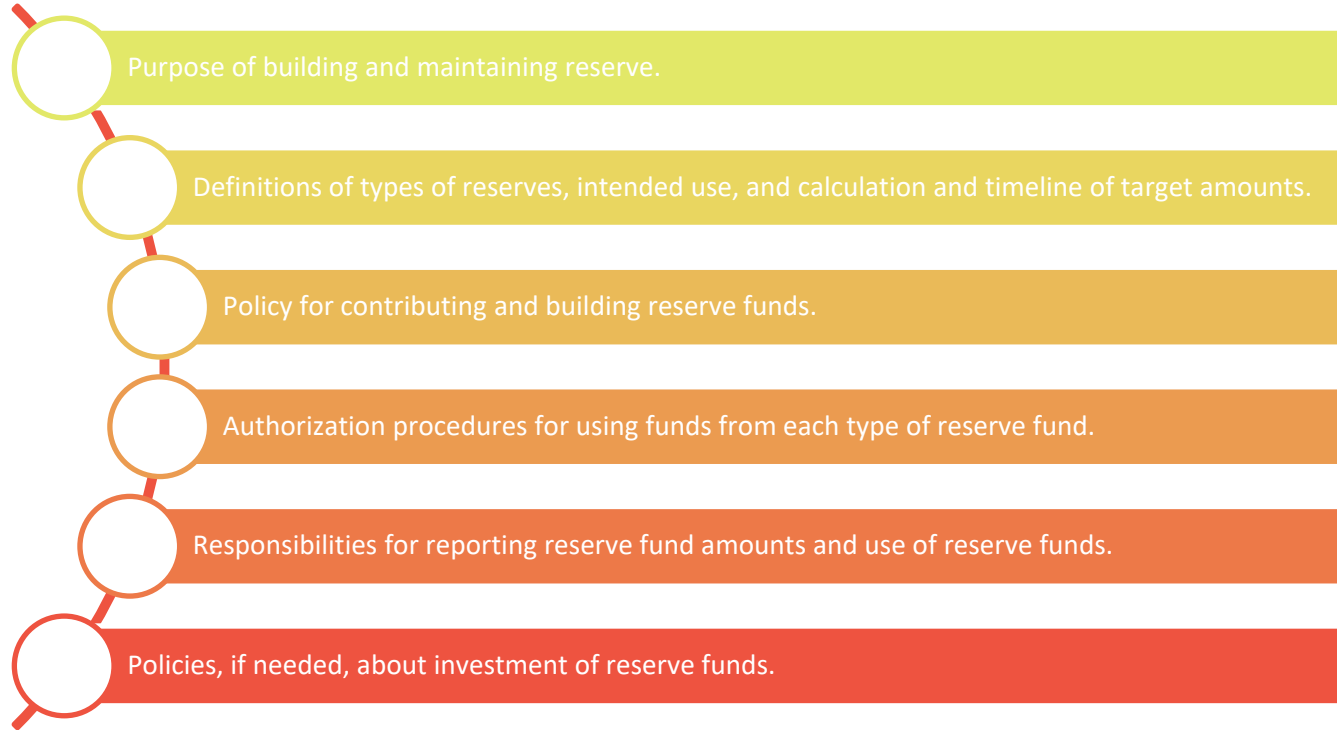 Purpose of building and maintaining reserve.
Definitions of types of reserves, intended use, and calculation and timeline of target amounts.
Policy for contributing and building reserve funds.
Authorization procedures for using funds from each type of reserve fund.
Responsibilities for reporting reserve fund amounts and use of reserve funds.
Policies, if needed, about investment of reserve funds.